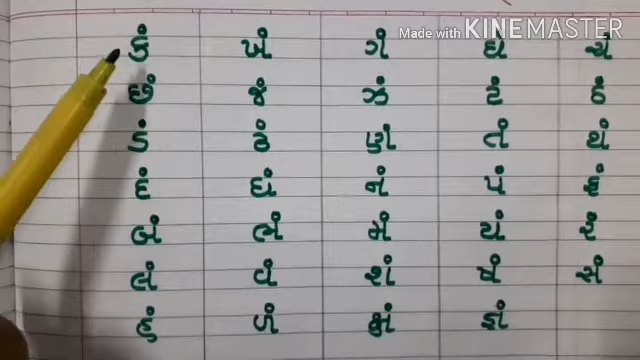 Made with KINEMASTER
કં ખં ગં ઘં ચં
છં જં ઝં ટં ઠં
ડં ઢં ણં તં થં
દં ધં નં પં ફં
બં ભં મં યં રં
લં વં શં ષં સં
હં ળં ક્ષં જ્ઞં